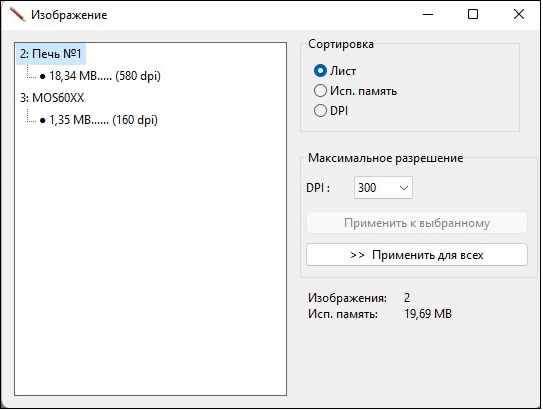 Изображение
2: Печь №1
● 18,34 MB..... (580 dpi)
3: MOS60XX
● 1,35 MB...... (160 dpi)
Сортировка
Лист
Исп. память
DPI
Максимальное разрешение
DPI : 300
Применить к выбранному
>> Применить для всех
Изображения: 2
Исп. память: 19,69 MB